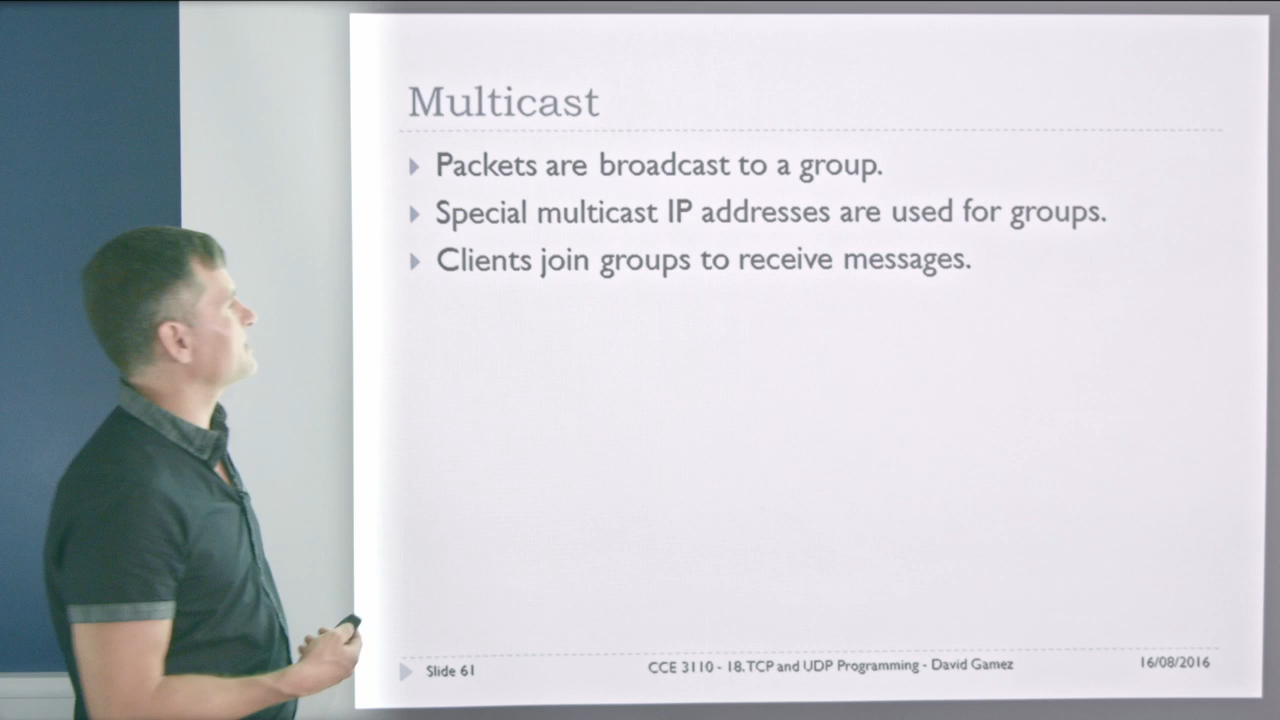 Multicast
Packets are broadcast to a group.
Special multicast IP addresses are used for groups.
Clients join groups to receive messages.
Slide 61
CCE 3110 - 18.TCP and UDP Programming - David Gamez
16/08/2016